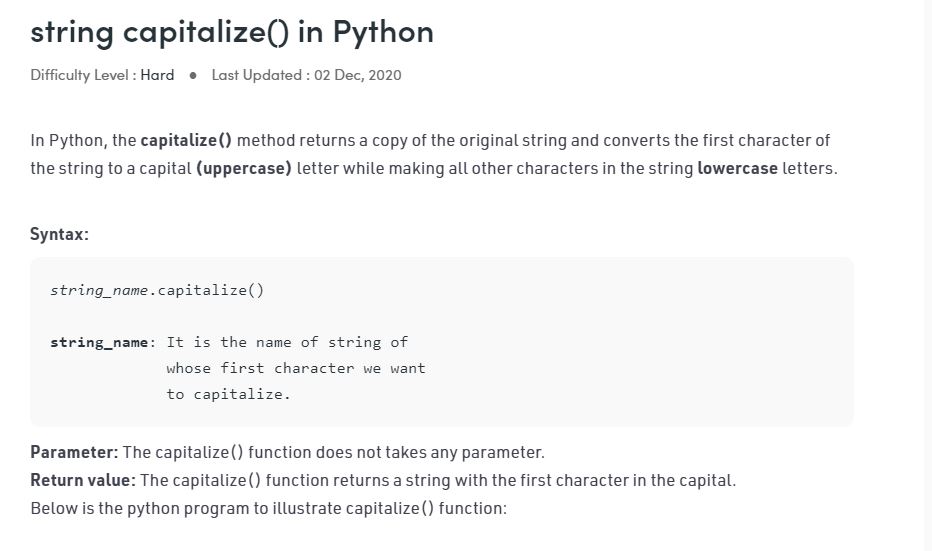 string capitalize() in Python
Difficulty Level : Hard ● Last Updated : 02 Dec, 2020
In Python, the capitalize() method returns a copy of the original string and converts the first character of
the string to a capital (uppercase) letter while making all other characters in the string lowercase letters.
Syntax:
string_name.capitalize()
string_name: It is the name of string of
whose first character we want
to capitalize.
Parameter: The capitalize() function does not takes any parameter.
Return value: The capitalize() function returns a string with the first character in the capital.
Below is the python program to illustrate capitalize() function: